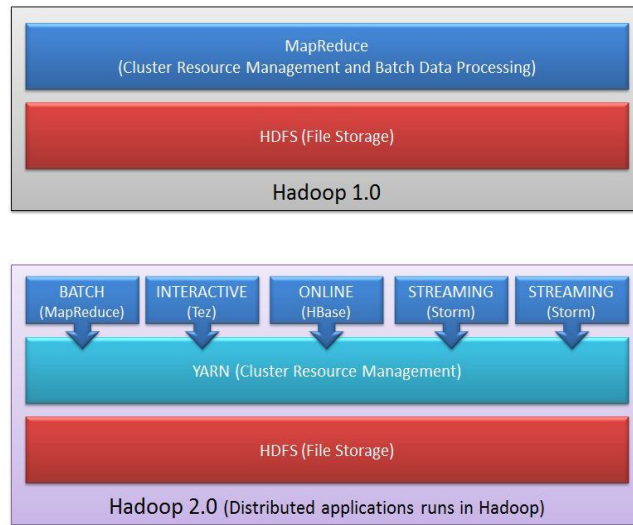 MapReduce
(Cluster Resource Management and Batch Data Processing)
HDFS (File Storage)
Hadoop 1.0
BATCH
(MapReduce)
INTERACTIVE
(Tez)
ONLINE
(HBase)
STREAMING
(Storm)
STREAMING
(Storm)
YARN (Cluster Resource Management)
HDFS (File Storage)
Hadoop 2.0 (Distributed applications runs in Hadoop)